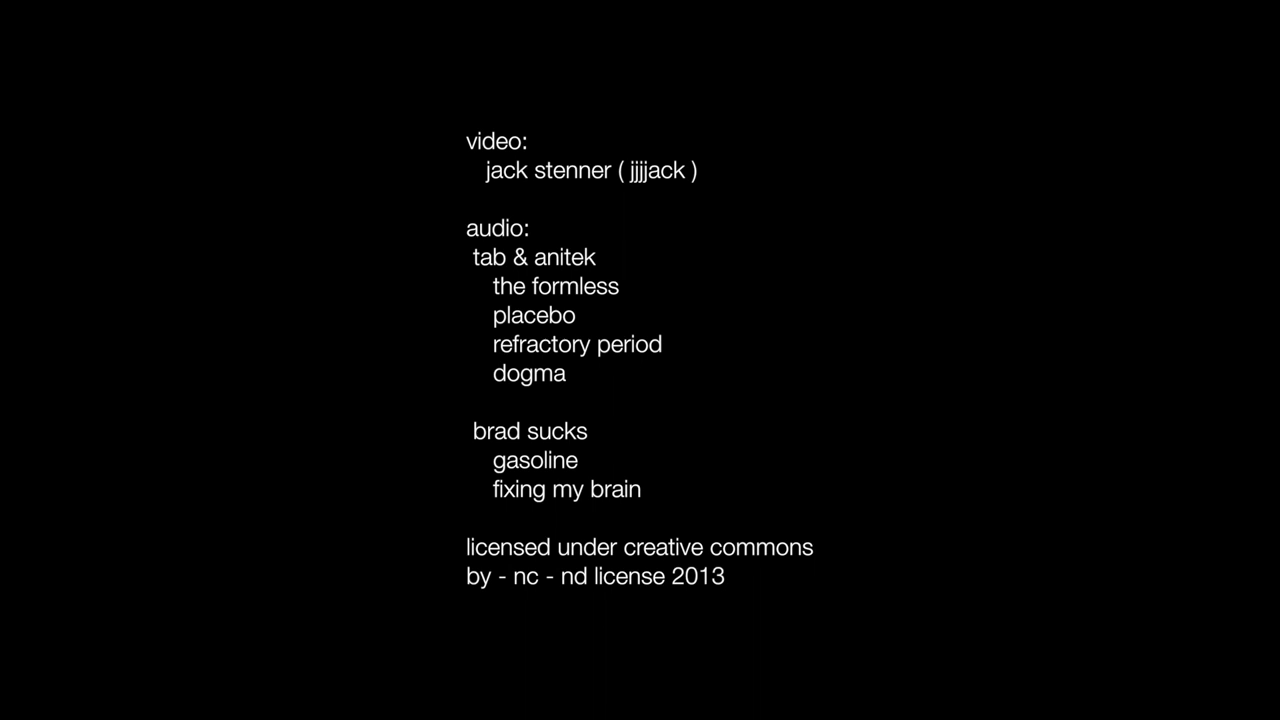 video:
jack stenner ( jjjjack )
audio:
tab & anitek
the formless
placebo
refractory period
dogma
brad sucks
gasoline
fixing my brain
licensed under creative commons
by - nc - nd license 2013